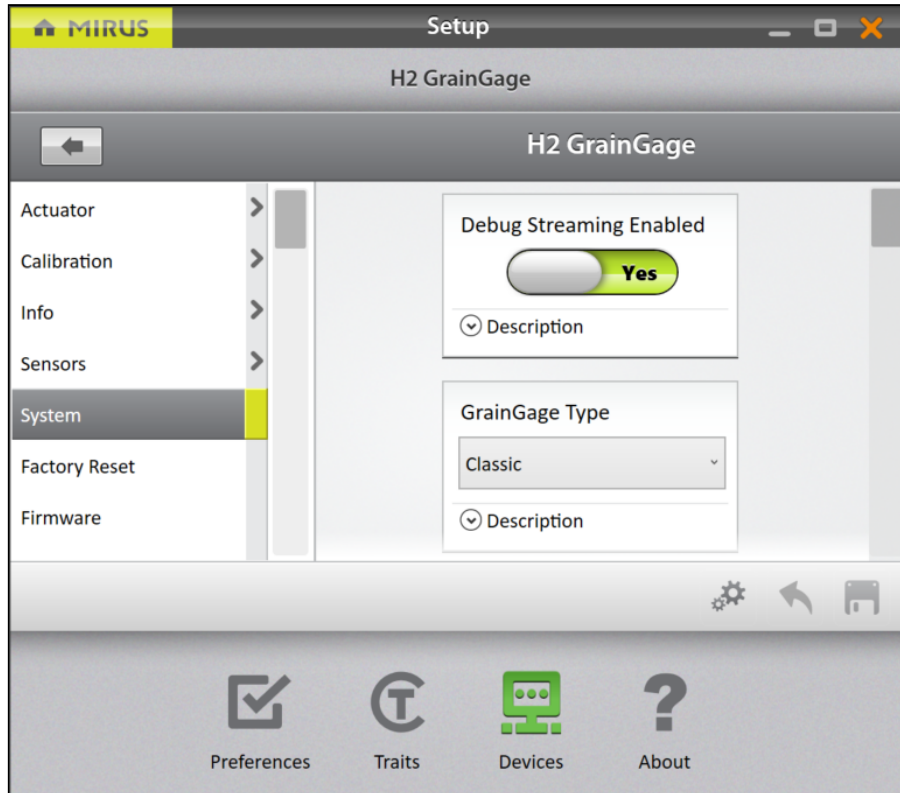 MIRUS
Setup
H2 GrainGage
H2 GrainGage
Actuator
Calibration
Info
Sensors
System
Factory Reset
Firmware
Debug Streaming Enabled
Yes
Description
GrainGage Type
Classic
Description
Preferences
Traits
Devices
About